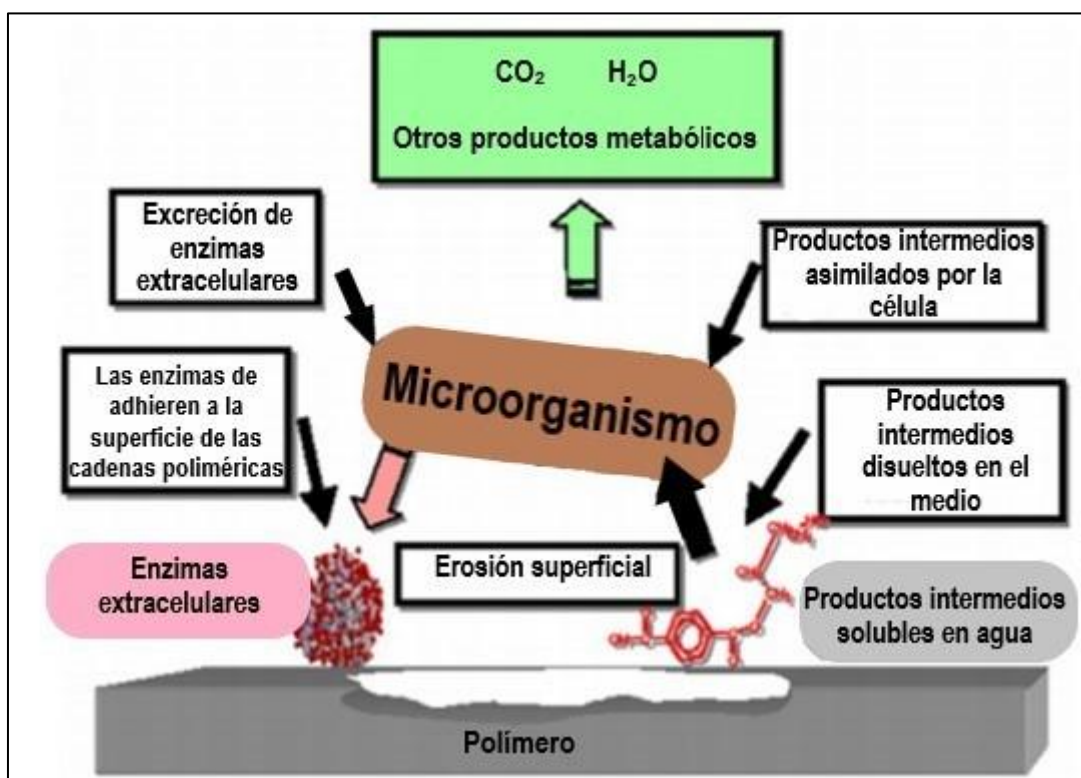 CO₂ H₂O
Otros productos metabólicos
Excreción de
enzimas
extracelulares
Productos intermedios
asimilados por la
célula
Microorganismo
Las enzimas de
adhieren a la
superficie de las
cadenas poliméricas
Productos
intermedios
disueltos en el
medio
Enzimas
extracelulares
Erosión superficial
Productos intermedios
solubles en agua
Polímero